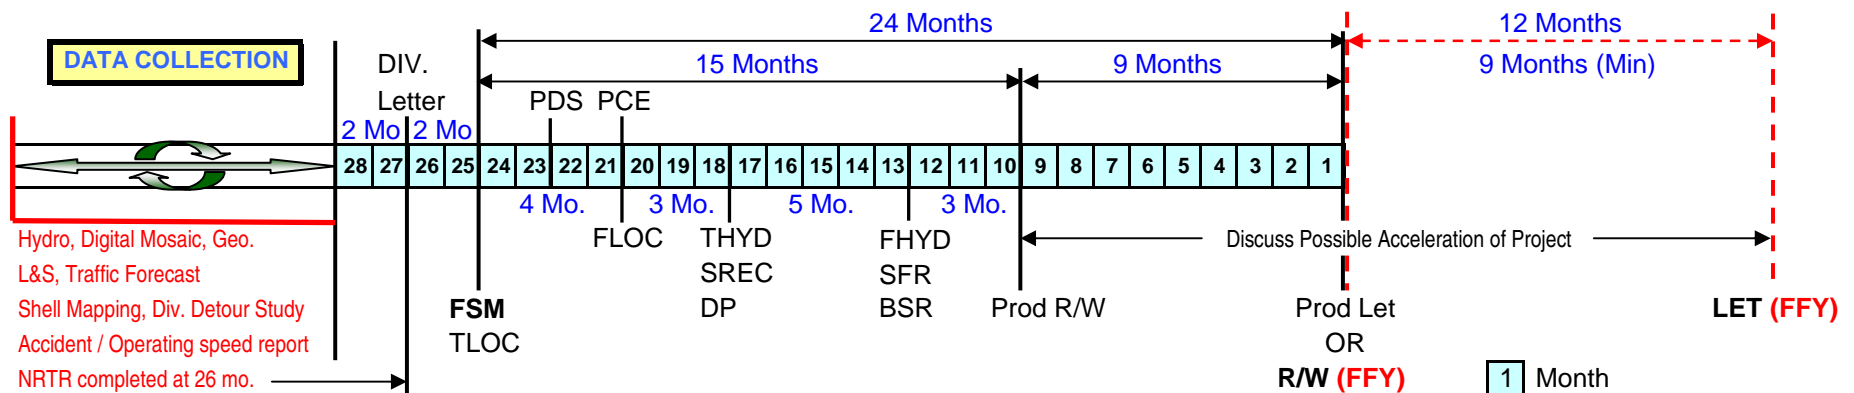 24 Months
12 Months
DATA COLLECTION
DIV.
Letter
15 Months
9 Months
9 Months (Min)
PDS PCE
2 Mo 2 Mo
28 27 26 25 24 23 22 21 20 19 18 17 16 15 14 13 12 11 10 9 8 7 6 5 4 3 2 1
4 Mo. 3 Mo. 5 Mo. 3 Mo.
Hydro, Digital Mosaic, Geo.
L&S, Traffic Forecast
Shell Mapping, Div. Detour Study
Accident / Operating speed report
NRTR completed at 26 mo.
FSM
TLOC
FLOC
THYD
SREC
DP
FHYD
SFR
BSR
Discuss Possible Acceleration of Project
Prod R/W
Prod Let
OR
R/W (FFY)
LET (FFY)
1 Month